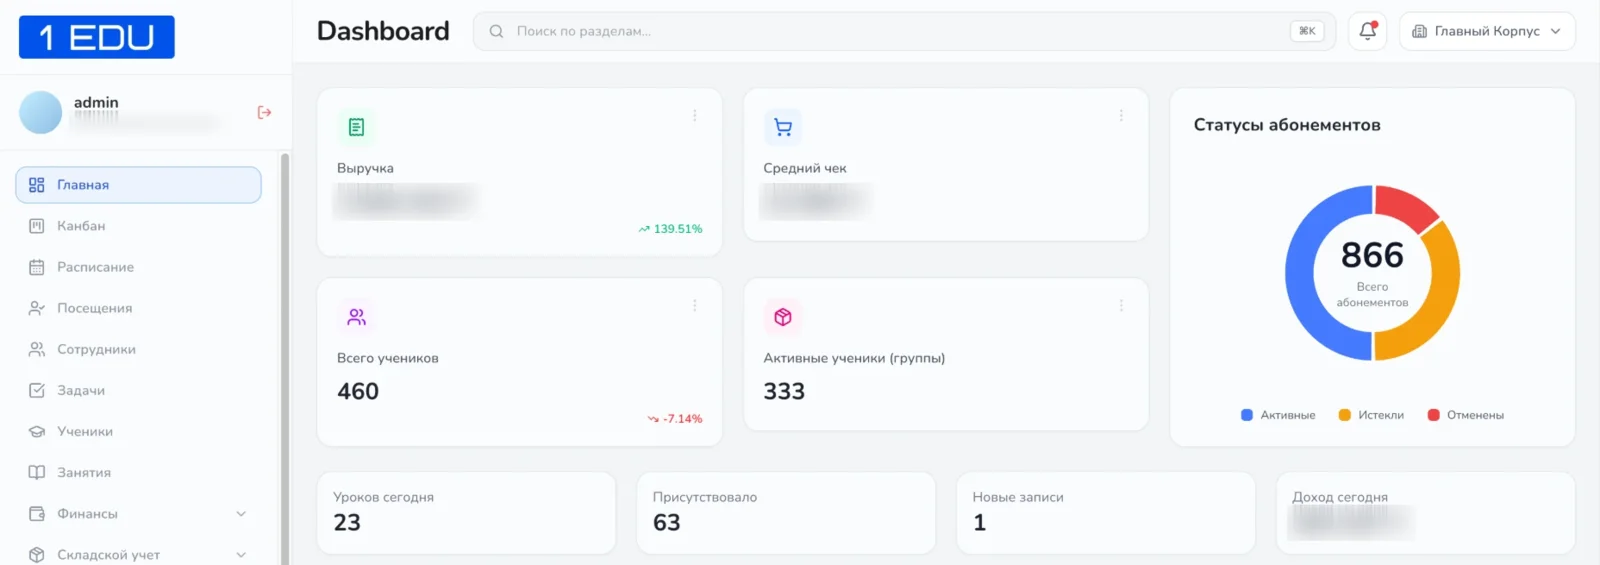 1 EDU
Dashboard
Поиск по разделам...
⌘K
Главный Корпус
admin
Главная
Канбан
Расписание
Посещения
Сотрудники
Задачи
Ученики
Занятия
Финансы
Складской учет
Выручка
139.51%
Средний чек
Всего учеников
460
-7.14%
Активные ученики (группы)
333
Статусы абонементов
866
Всего
абонементов
Активные
Истекли
Отменены
Уроков сегодня
23
Присутствовало
63
Новые записи
1
Доход сегодня